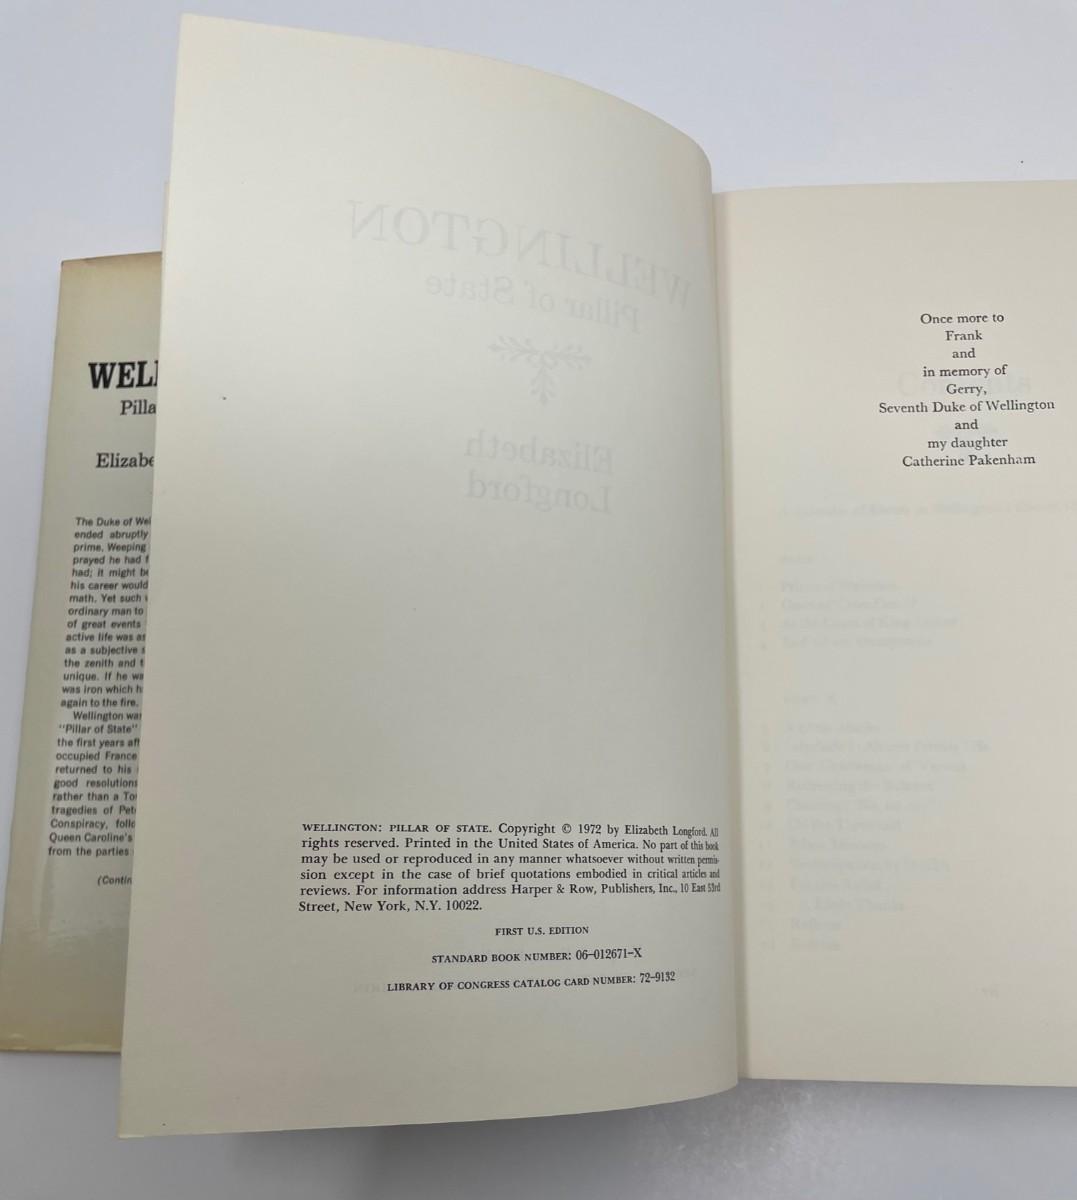 WELL
Pilla
Elizabe
The Duke of Wel
ended abruptly
prime. Weeping
prayed he had f
had; it might be
his career would
math. Yet such
ordinary man to
of great events
active life was as
as a subjective s
the zenith and t
unique. If he wa
was iron which h
again to the fire.
Wellington was
"Pillar of State"
the first years aft
occupied France
returned to his
good resolutions
rather than a To
tragedies of Pete
Conspiracy, follo
Queen Caroline's
from the parties
(Contin
WELLINGTON
Pillar of State
Elizabeth
Longford
WELLINGTON: PILLAR OF STATE. Copyright © 1972 by Elizabeth Longford. All
rights reserved. Printed in the United States of America. No part of this book
may be used or reproduced in any manner whatsoever without written permis-
sion except in the case of brief quotations embodied in critical articles and
reviews. For information address Harper & Row, Publishers, Inc., 10 East 53rd
Street, New York, N.Y. 10022.
FIRST U.S. EDITION
STANDARD BOOK NUMBER: 06-012671-X
LIBRARY OF CONGRESS CATALOG CARD NUMBER: 72-9132
Once more to
Frank
and
in memory of
Gerry,
Seventh Duke of Wellington
and
my daughter
Catherine Pakenham